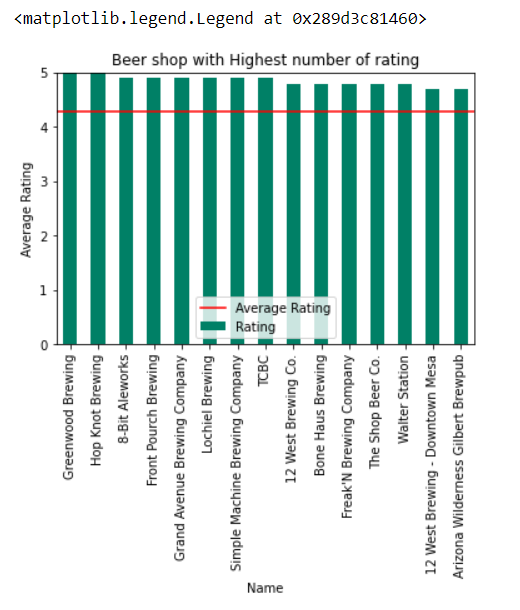 <matplotlib.legend.Legend at 0x289d3c81460>
Beer shop with Highest number of rating
5
4
3
2
1
0
Average Rating
Average Rating
Rating
Greenwood Brewing
Hop Knot Brewing
8-Bit Aleworks
Front Pourch Brewing
Grand Avenue Brewing Company
Lochiel Brewing
Simple Machine Brewing Company
TCBC
12 West Brewing Co.
Bone Haus Brewing
Freak'N Brewing Company
The Shop Beer Co.
Walter Station
12 West Brewing - Downtown Mesa
Arizona Wilderness Gilbert Brewpub
Name